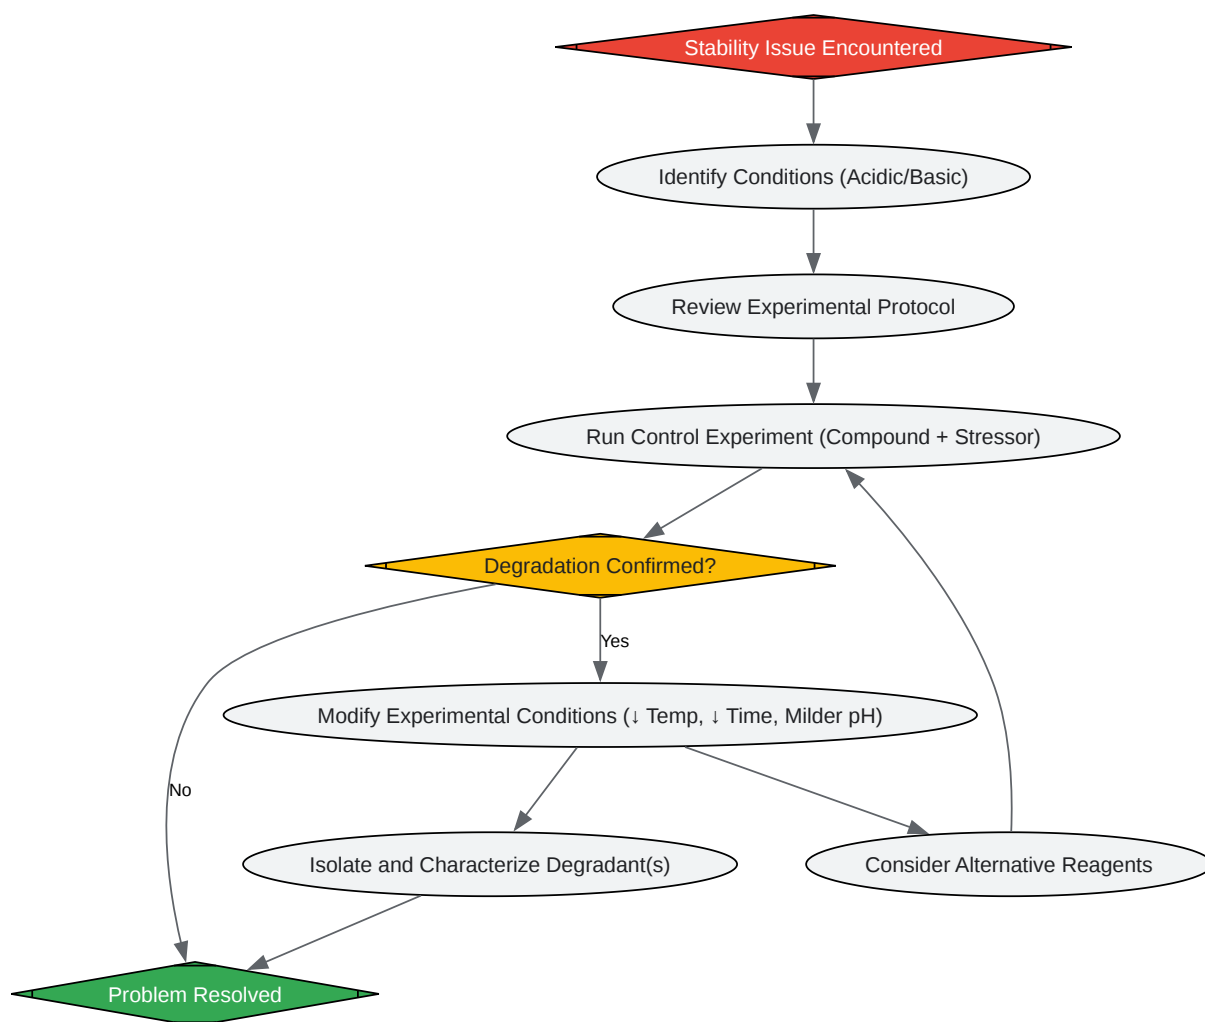 Stability Issue Encountered
Identify Conditions (Acidic/Basic)
Review Experimental Protocol
Run Control Experiment (Compound + Stressor)
Degradation Confirmed?
Yes
Modify Experimental Conditions (↓ Temp, ↓ Time, Milder pH)
No
Isolate and Characterize Degradant(s)
Consider Alternative Reagents
Problem Resolved